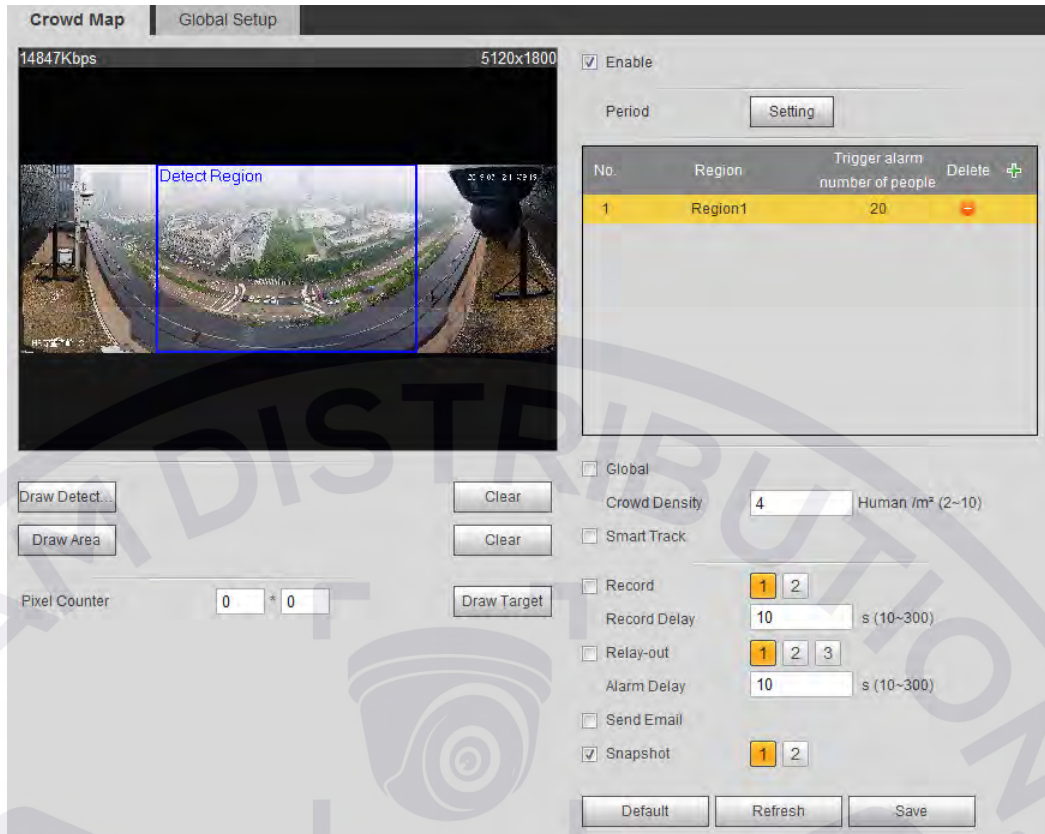 Crowd Map Global Setup
14847Kbps 5120x1800
Detect Region
Enable
Period Setting
No. Region Trigger alarm number of people Delete
1 Region1 20
Global
Draw Detect... Clear
Crowd Density 4 Human /m² (2~10)
Draw Area Clear
Smart Track
Pixel Counter 0 * 0 Draw Target
Record 1 2
Record Delay 10 s (10~300)
Relay-out 1 2 3
Alarm Delay 10 s (10~300)
Send Email
Snapshot 1 2
Default Refresh Save
DISTRIBUTION